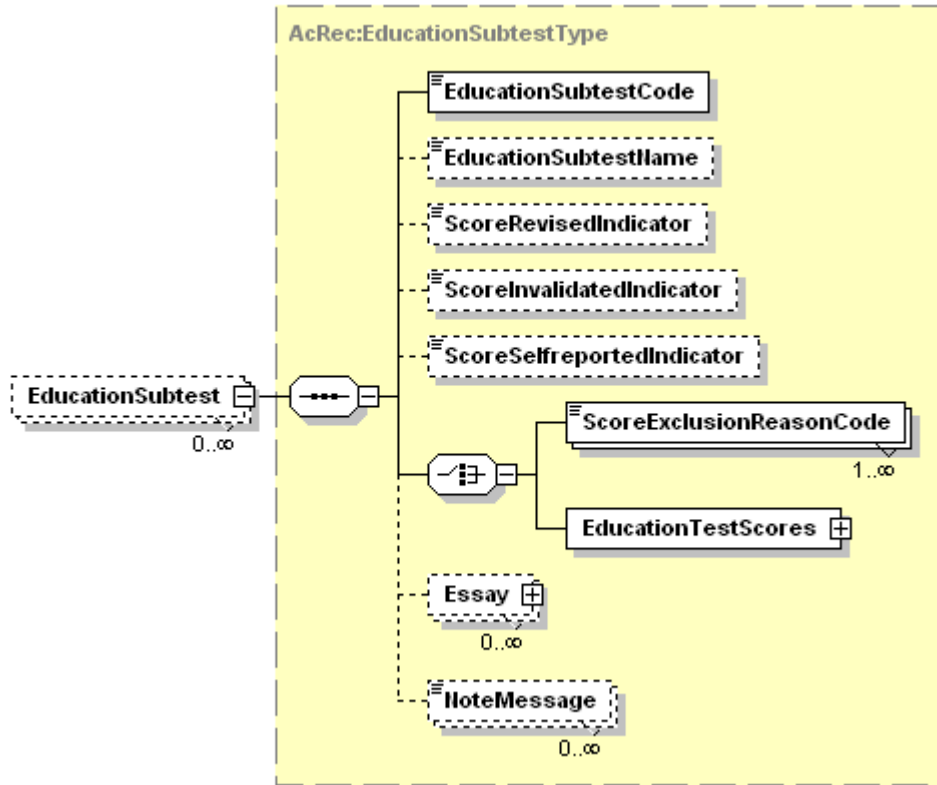 AcRec:EducationSubtestType
EducationSubtestCode
EducationSubtestName
ScoreRevisedIndicator
ScoreInvalidatedIndicator
ScoreSelfreportedIndicator
EducationSubtest
0..∞
ScoreExclusionReasonCode
1..∞
EducationTestScores
Essay
0..∞
NoteMessage
0..∞